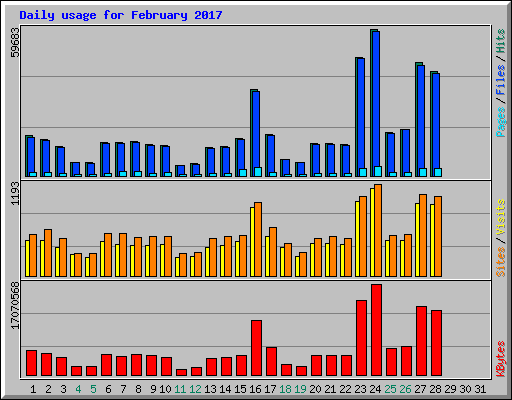 Daily usage for February 2017
59683
Pages / Files / Hits
1193
Sites / Visits
17070568
KBytes
1 2 3 4 5 6 7 8 9 10 11 12 13 14 15 16 17 18 19 20 21 22 23 24 25 26 27 28 29 30 31